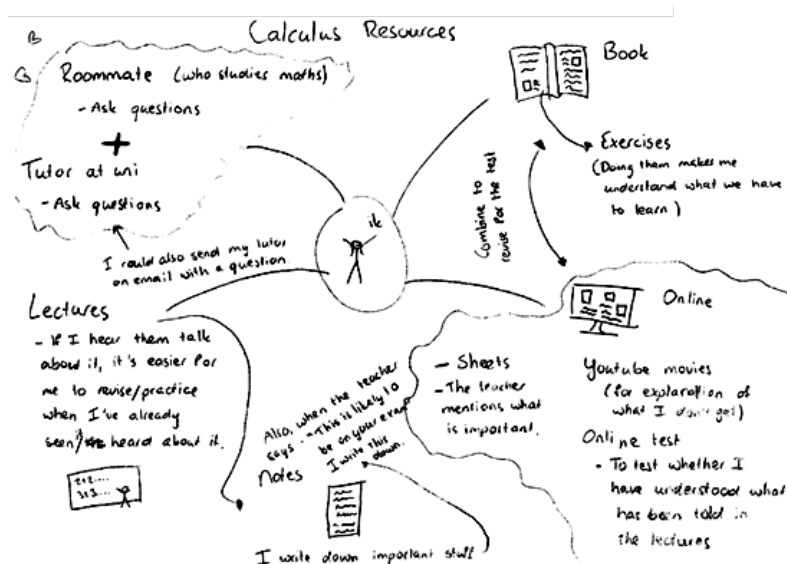 Calculus Resources
B
G
Roommate (who studies maths)
- Ask questions
+
Tutor at uni
- Ask questions
I could also send my tutor
an email with a question.
Book
Exercises
(Doing them makes me
understand what we have
to learn)
Combine to
revise for the test
ik
Lectures
- If I hear them talk
about it, it's easier for
me to revise/practice
when I've already
seen/ heard about it.
2+2....
3+3....
Also, when the teacher
says: "This is likely to
be on your exam"
I write this
down.
Notes
I write down important stuff
Online
- Sheets
- The teacher
mentions what
is important.
Youtube movies
(for explanation of
what I don't get)
Online test
- To test whether I
have understood what
has been told in
the lectures